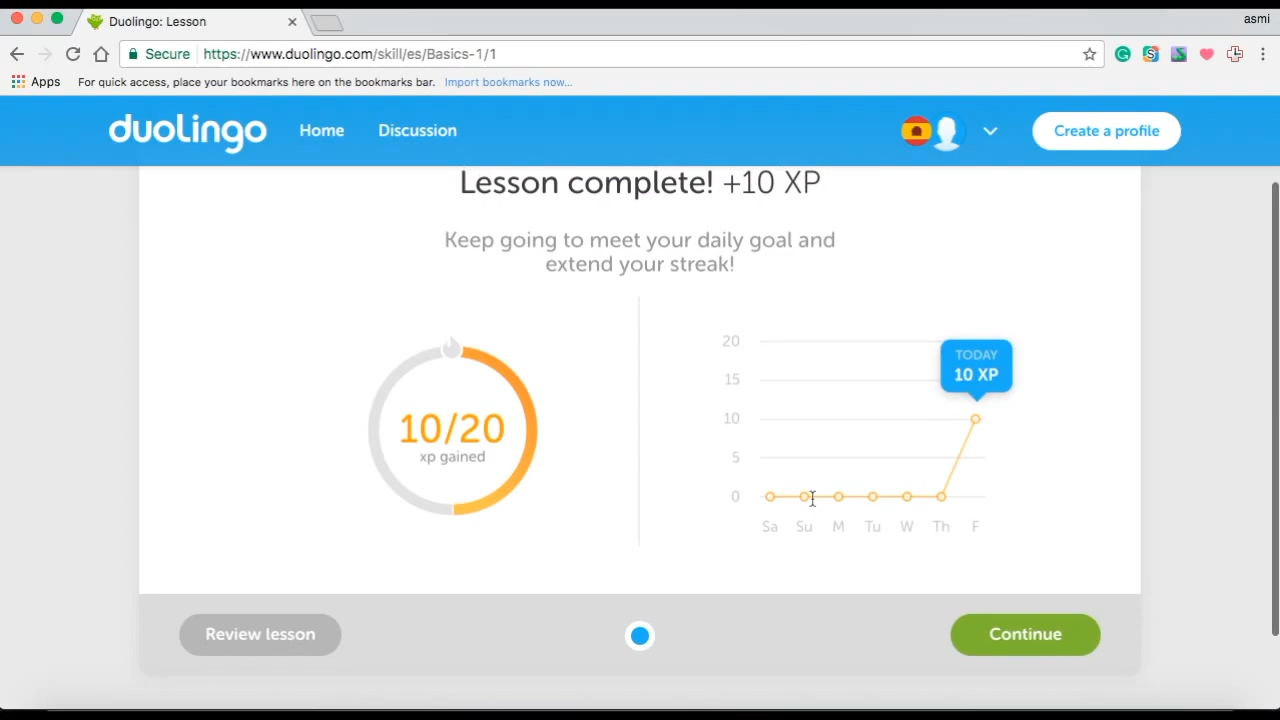 Duolingo: Lesson
asmi
Secure https://www.duolingo.com/skill/es/Basics-1/1
Apps For quick access, place your bookmarks here on the bookmarks bar. Import bookmarks now...
duolingo Home Discussion Create a profile
Lesson complete! +10 XP
Keep going to meet your daily goal and
extend your streak!
10/20
xp gained
20
15
10
5
0
TODAY
10 XP
Sa Su M Tu W Th F
Review lesson
Continue